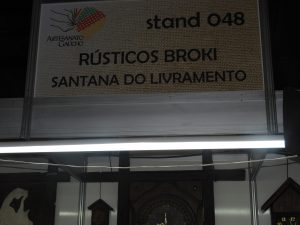 stand 048
ARTESANATO
GAÚCHO
RÚSTICOS BROKI
SANTANA DO LIVRAMENTO